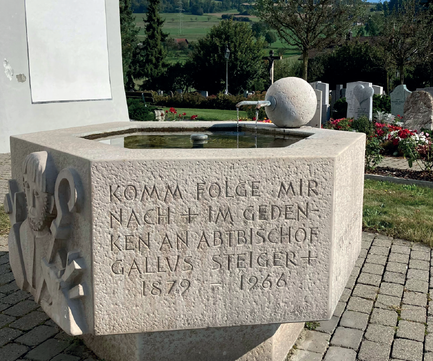 KOMM FOLGE MIR
NACH + IM GEDEN-
KEN AN ABTBISCHOF
GALLVS STEIGER +
1879 - 1966